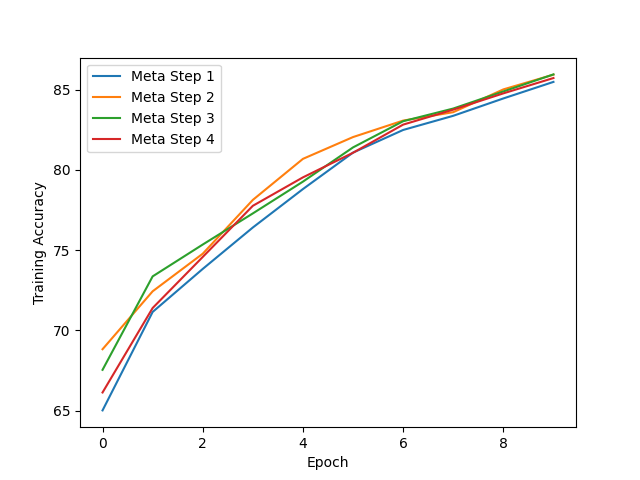 Meta Step 1
Meta Step 2
Meta Step 3
Meta Step 4
85
80
75
70
65
Training Accuracy
0 2 4 6 8
Epoch